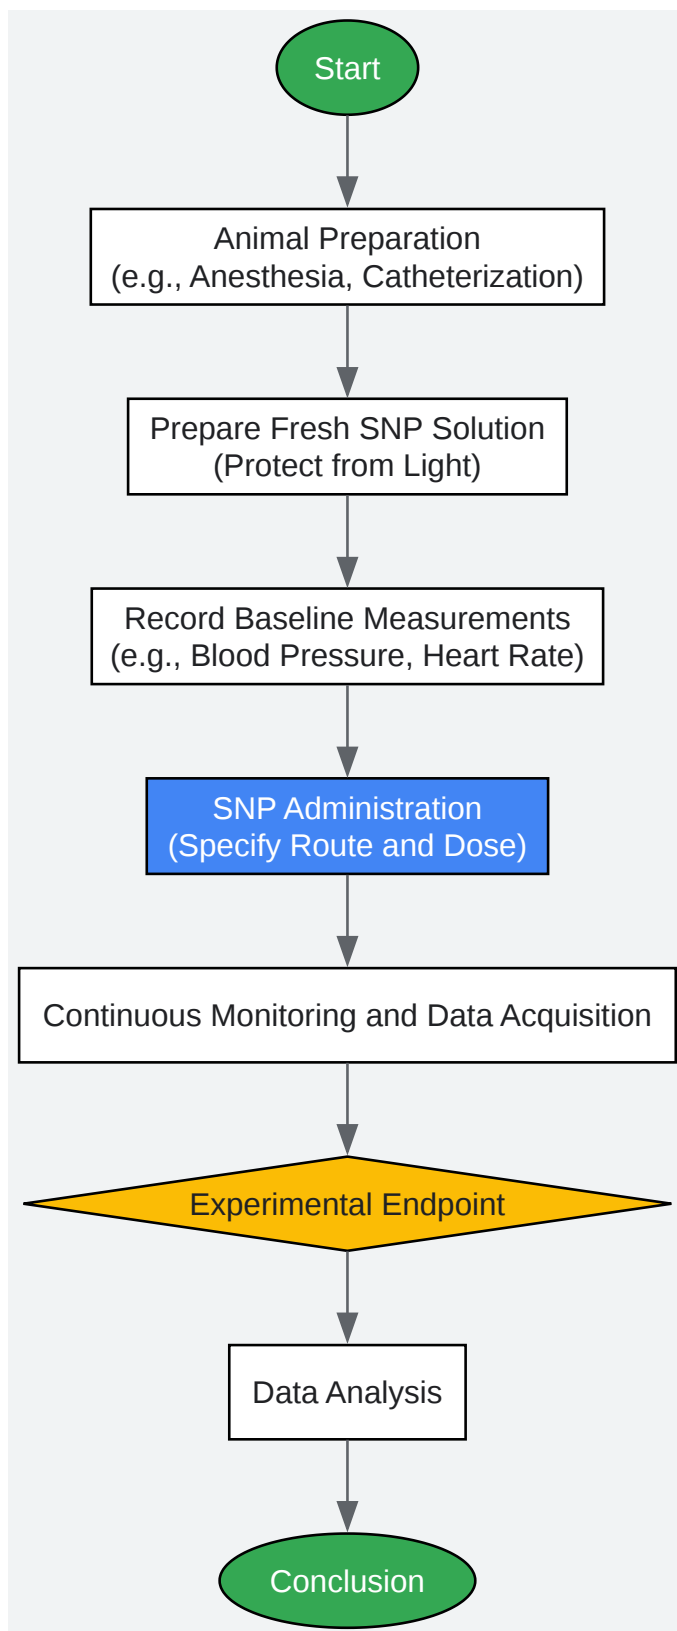 Start
Animal Preparation
(e.g., Anesthesia, Catheterization)
Prepare Fresh SNP Solution
(Protect from Light)
Record Baseline Measurements
(e.g., Blood Pressure, Heart Rate)
SNP Administration
(Specify Route and Dose)
Continuous Monitoring and Data Acquisition
Experimental Endpoint
Data Analysis
Conclusion